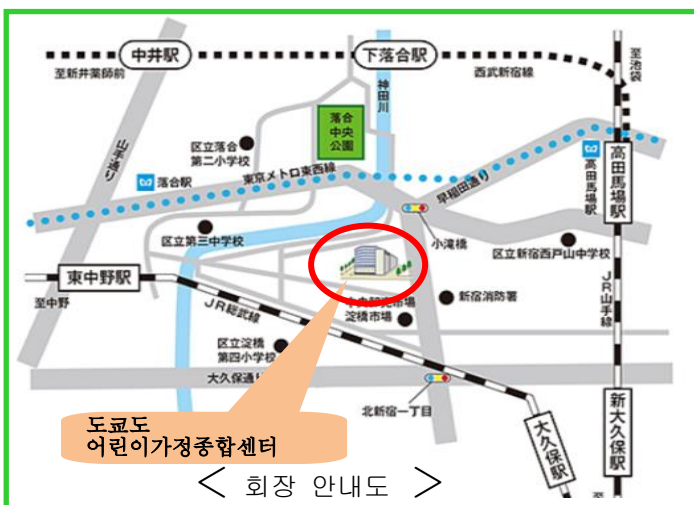 中井駅
下落合駅
至池袋
至新井薬師前
西武新宿線
神田川
落合
中央
公園
山手通り
区立落合
第二小学校
落合駅
東京メトロ東西線
早稲田通り
高田馬場駅
高田馬場駅
小滝橋
区立第三中学校
区立新宿西戸山中学校
東中野駅
至中野
JR総武線
中央卸売市場
淀橋市場
新宿消防署
JR山手線
区立淀橋
第四小学校
大久保通り
北新宿一丁目
大久保駅
新大久保駅
至
도쿄도
어린이가정종합센터
< 회장 안내도 >